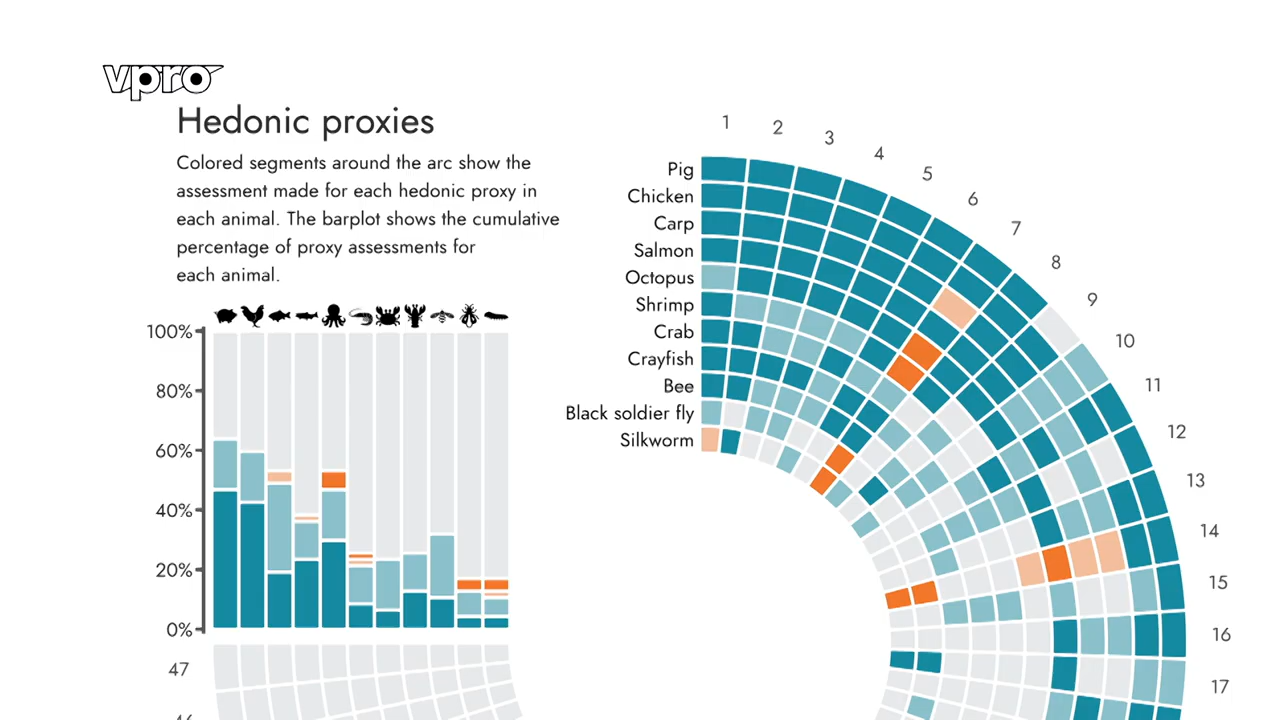 vpro
Hedonic proxies
Colored segments around the arc show the
assessment made for each hedonic proxy in
each animal. The barplot shows the cumulative
percentage of proxy assessments for
each animal.
100%
80%
60%
40%
20%
0%
47
46
1
2
3
4
5
6
7
8
9
10
11
12
13
14
15
16
17
Pig
Chicken
Carp
Salmon
Octopus
Shrimp
Crab
Crayfish
Bee
Black soldier fly
Silkworm